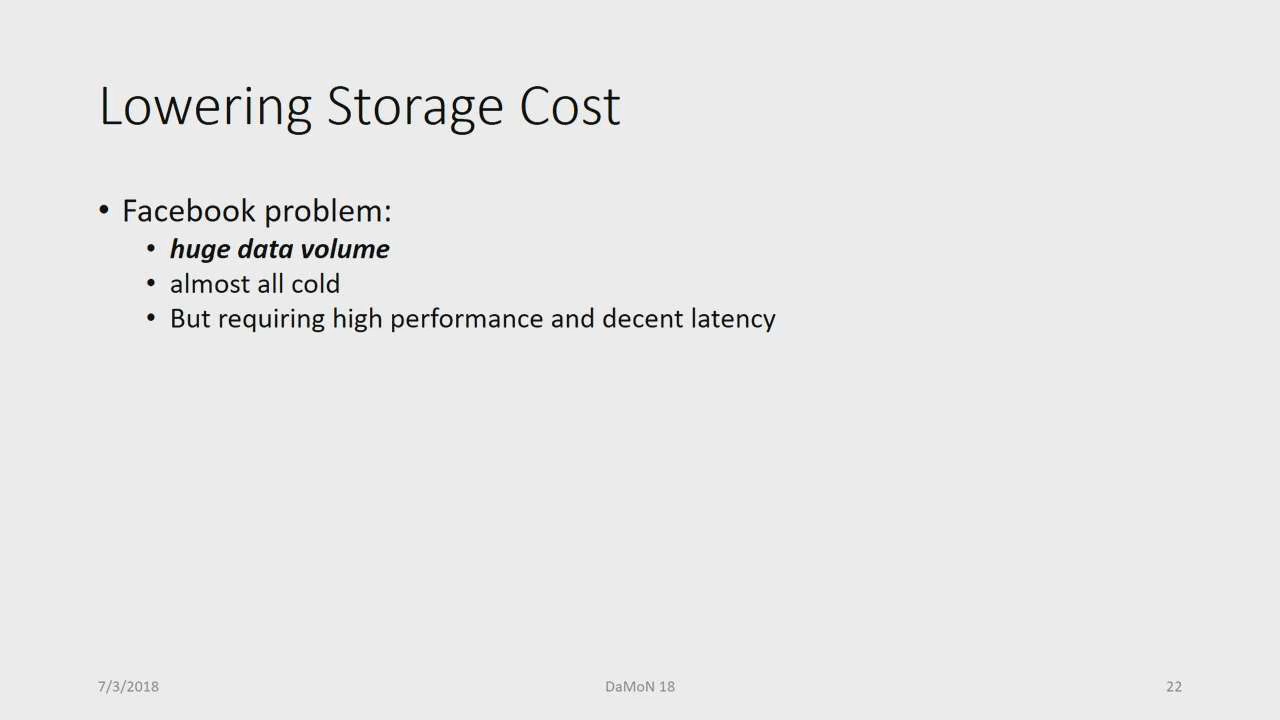 Lowering Storage Cost
• Facebook problem:
• huge data volume
• almost all cold
• But requiring high performance and decent latency
7/3/2018
DaMoN 18
22